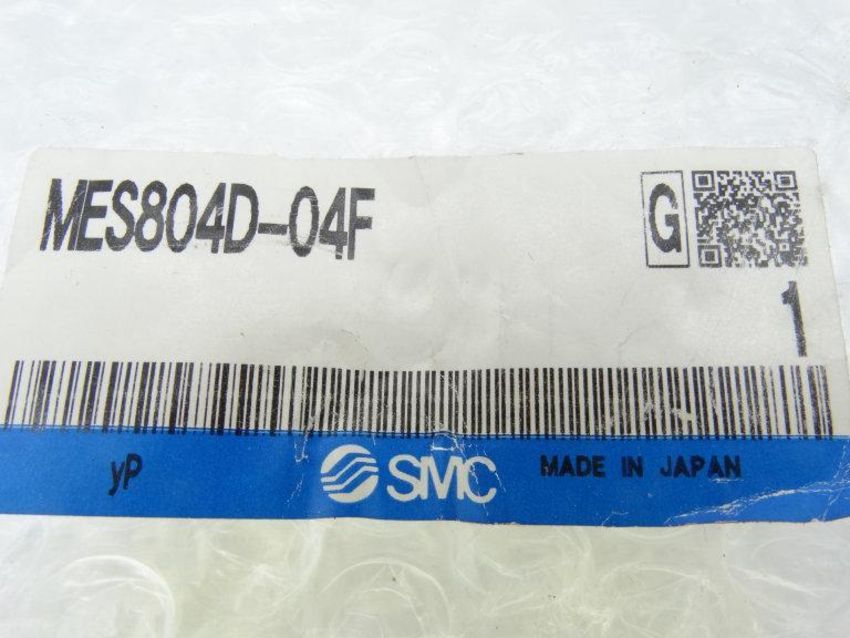 MES804D-04F
G
1
yP
SMC
MADE IN JAPAN